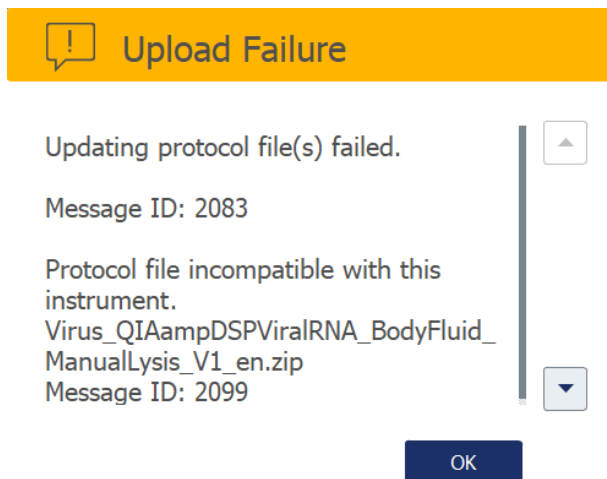 Upload Failure
Updating protocol file(s) failed.
Message ID: 2083
Protocol file incompatible with this
instrument.
Virus_QIAampDSPViralRNA_BodyFluid_
ManualLysis_V1_en.zip
Message ID: 2099
OK